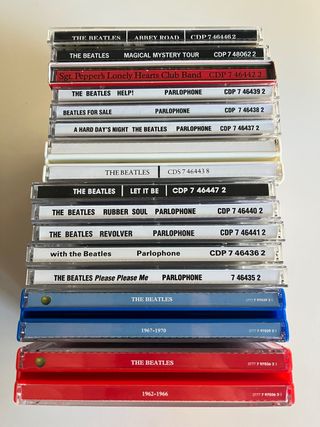 THE BEATLES ABBEY ROAD CDP 7 46446 2
THE BEATLES MAGICAL MYSTERY TOUR CDP 7 48062 2
Sgt. Pepper's Lonely Hearts Club Band CDP 7 46442 2
THE BEATLES HELP! PARLOPHONE CDP 7 46439 2
BEATLES FOR SALE PARLOPHONE CDP 7 46438 2
A HARD DAY'S NIGHT THE BEATLES PARLOPHONE CDP 7 46437 2
THE BEATLES CDS 7 46443 8
THE BEATLES LET IT BE CDP 7 46447 2
THE BEATLES RUBBER SOUL PARLOPHONE CDP 7 46440 2
THE BEATLES REVOLVER PARLOPHONE CDP 7 46441 2
with the Beatles Parlophone CDP 7 46436 2
THE BEATLES Please Please Me PARLOPHONE 7 46435 2
THE BEATLES
1967-1970
THE BEATLES
1962-1966